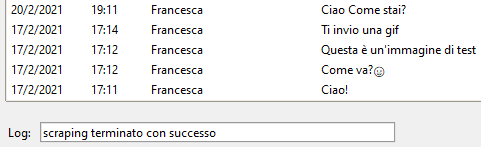 20/2/2021 19:11 Francesca Ciao Come stai?
17/2/2021 17:14 Francesca Ti invio una gif
17/2/2021 17:12 Francesca Questa è un'immagine di test
17/2/2021 17:12 Francesca Come va?☺
17/2/2021 17:11 Francesca Ciao!
Log: scraping terminato con successo